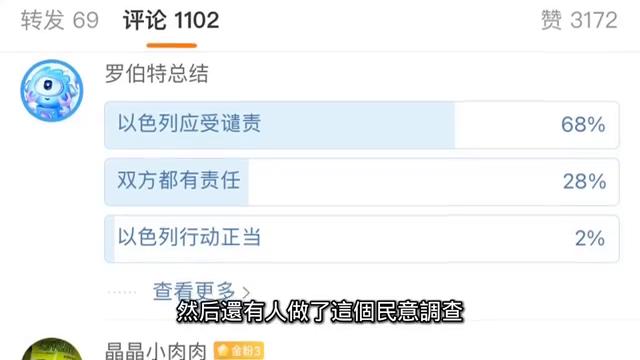 转发 69 评论 1102 赞 3172
罗伯特总结
以色列应受谴责 68%
双方都有责任 28%
以色列行动正当 2%
查看更多
然后還有人做了這個民意調查
晶晶小肉肉 金粉3